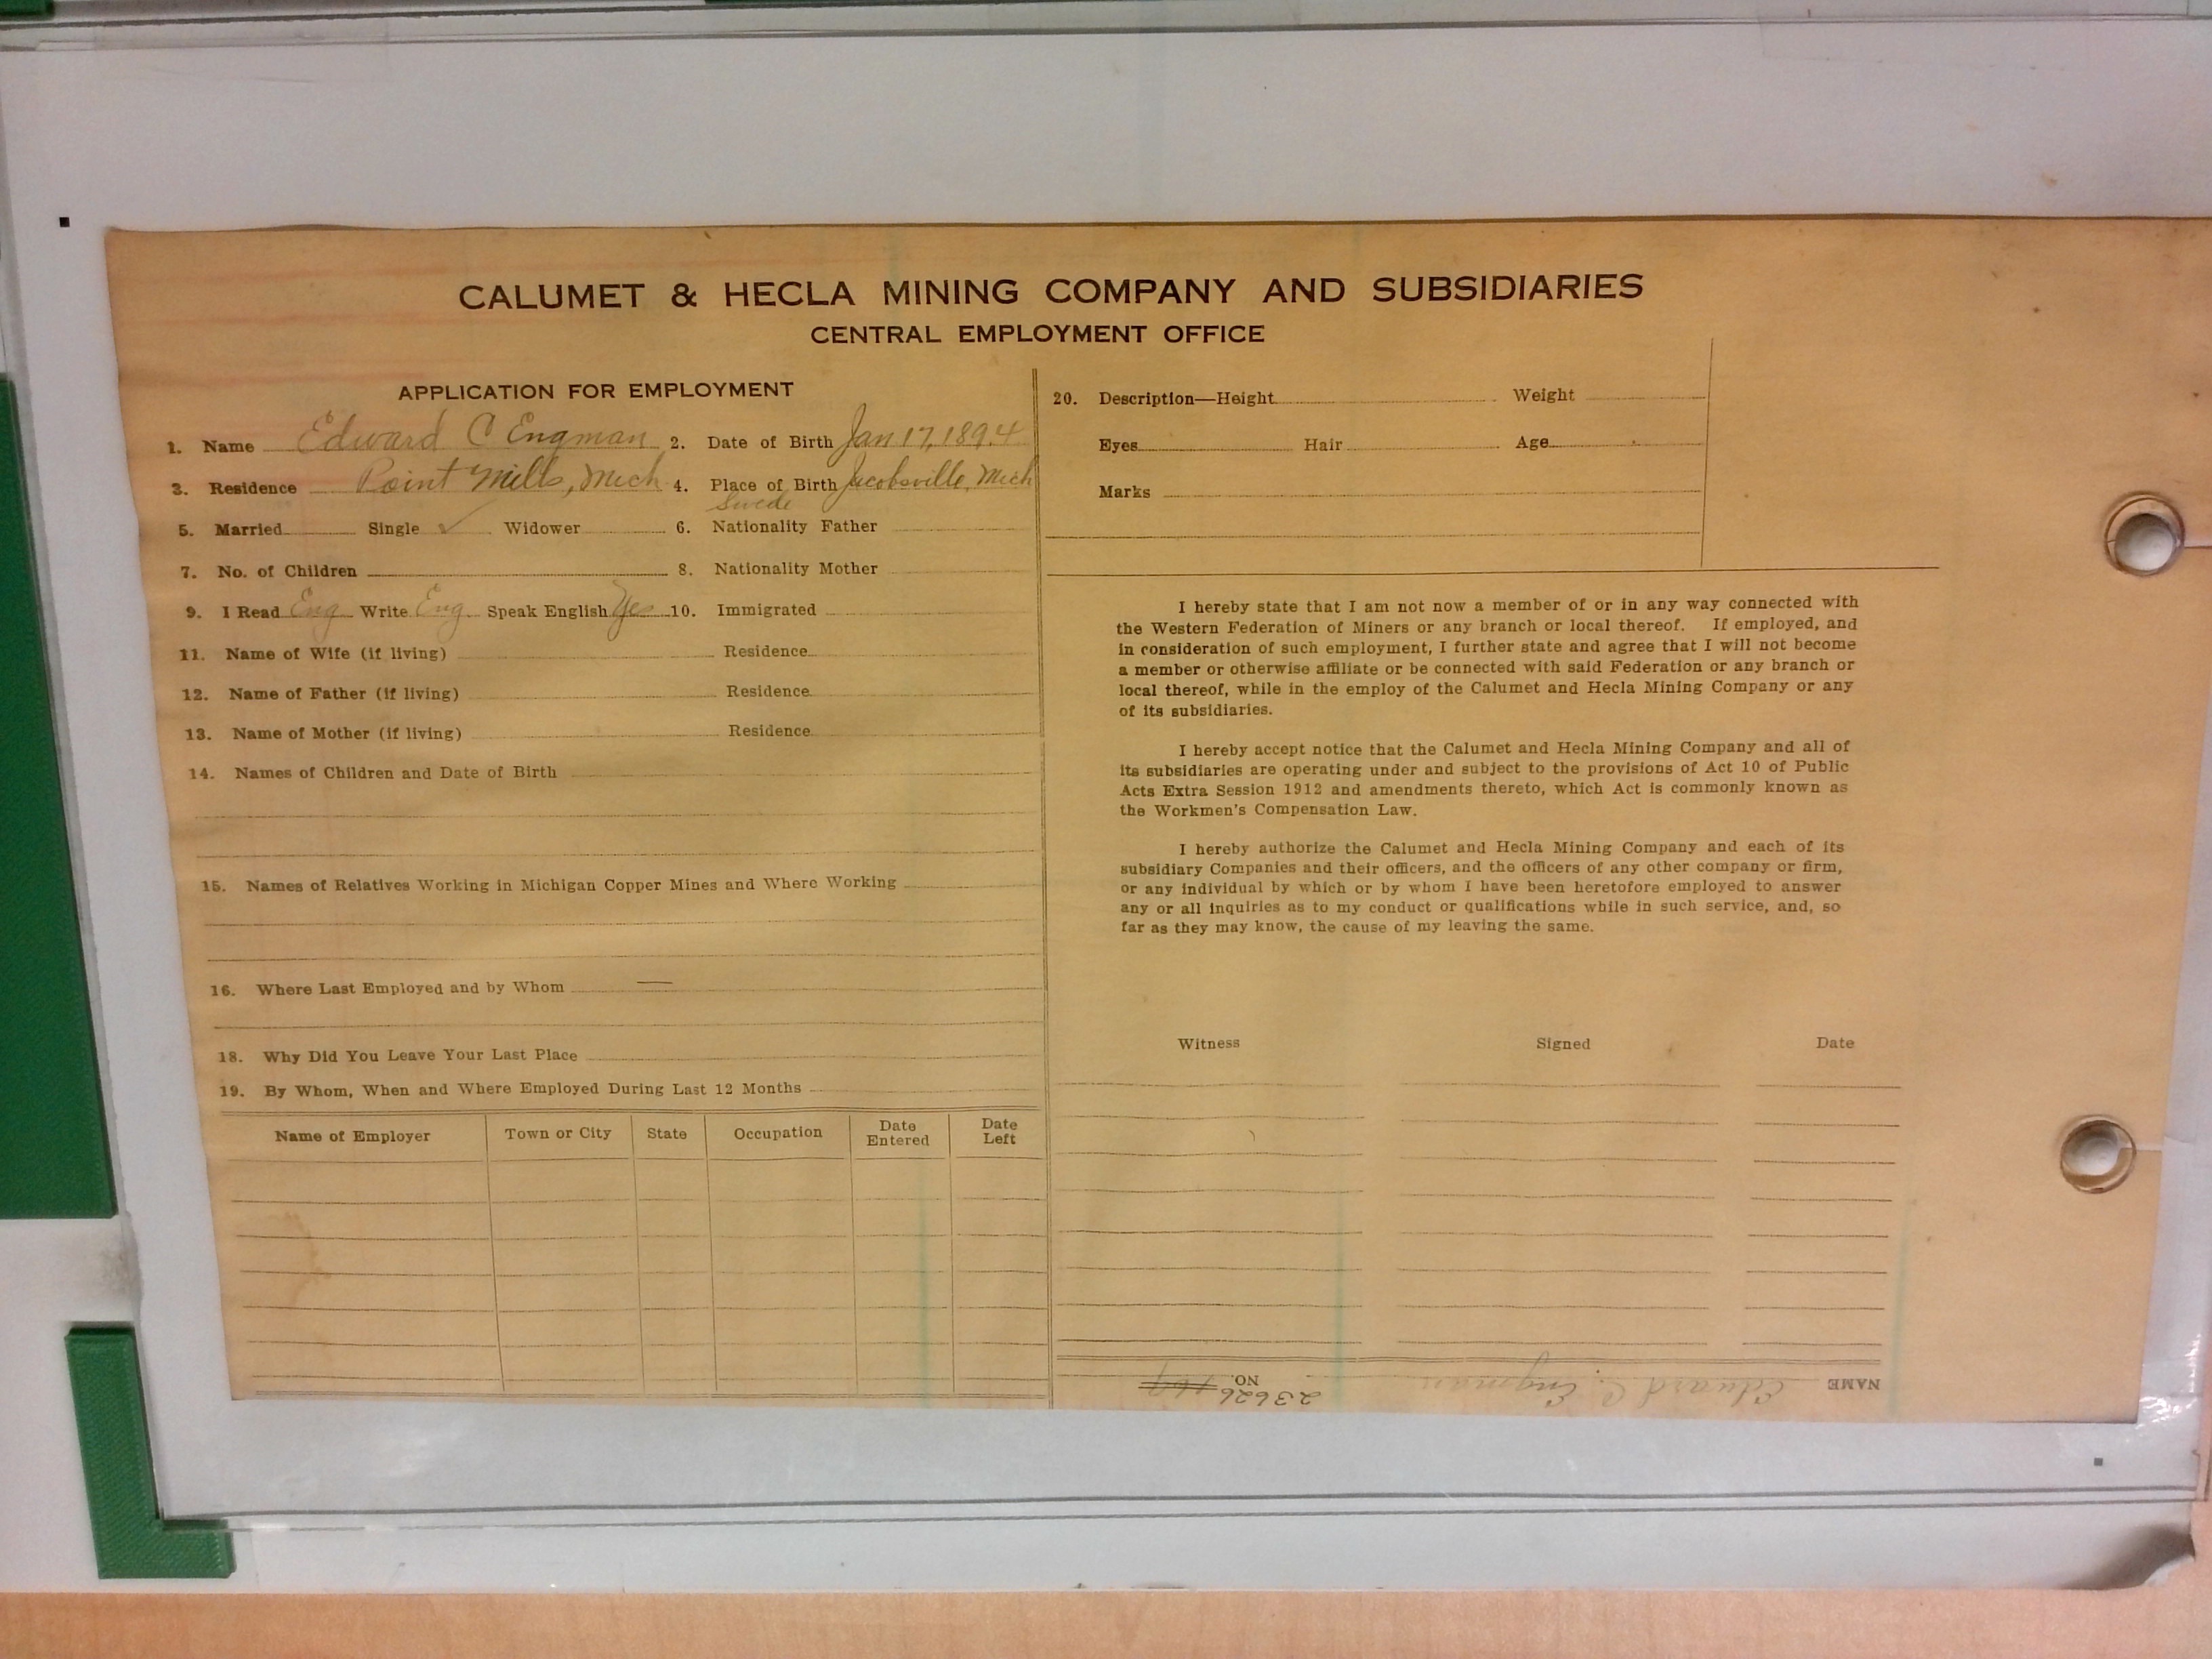 CALUMET & HECLA MINING COMPANY AND SUBSIDIARIES
CENTRAL EMPLOYMENT OFFICE
APPLICATION FOR EMPLOYMENT
1. Name Edward C Engman 2. Date of Birth Jan 17, 1894
3. Residence Point Mills, Mich 4. Place of Birth Jacobsville, Mich
Swede
5. Married Single ✓ Widower 6. Nationality Father
7. No. of Children 8. Nationality Mother
9. I Read Eng Write Eng. Speak English Yes 10. Immigrated
11. Name of Wife (if living) Residence
12. Name of Father (if living) Residence
13. Name of Mother (if living) Residence
14. Names of Children and Date of Birth
15. Names of Relatives Working in Michigan Copper Mines and Where Working
16. Where Last Employed and by Whom —
18. Why Did You Leave Your Last Place
19. By Whom, When and Where Employed During Last 12 Months
Name of Employer Town or City State Occupation Date Entered Date Left
20. Description—Height Weight
Eyes Hair Age
Marks
I hereby state that I am not now a member of or in any way connected with
the Western Federation of Miners or any branch or local thereof. If employed, and
in consideration of such employment, I further state and agree that I will not become
a member or otherwise affiliate or be connected with said Federation or any branch or
local thereof, while in the employ of the Calumet and Hecla Mining Company or any
of its subsidiaries.
I hereby accept notice that the Calumet and Hecla Mining Company and all of
its subsidiaries are operating under and subject to the provisions of Act 10 of Public
Acts Extra Session 1912 and amendments thereto, which Act is commonly known as
the Workmen's Compensation Law.
I hereby authorize the Calumet and Hecla Mining Company and each of its
subsidiary Companies and their officers, and the officers of any other company or firm,
or any individual by which or by whom I have been heretofore employed to answer
any or all inquiries as to my conduct or qualifications while in such service, and, so
far as they may know, the cause of my leaving the same.
Witness Signed Date
NAME Edward C. Engman NO. 23626